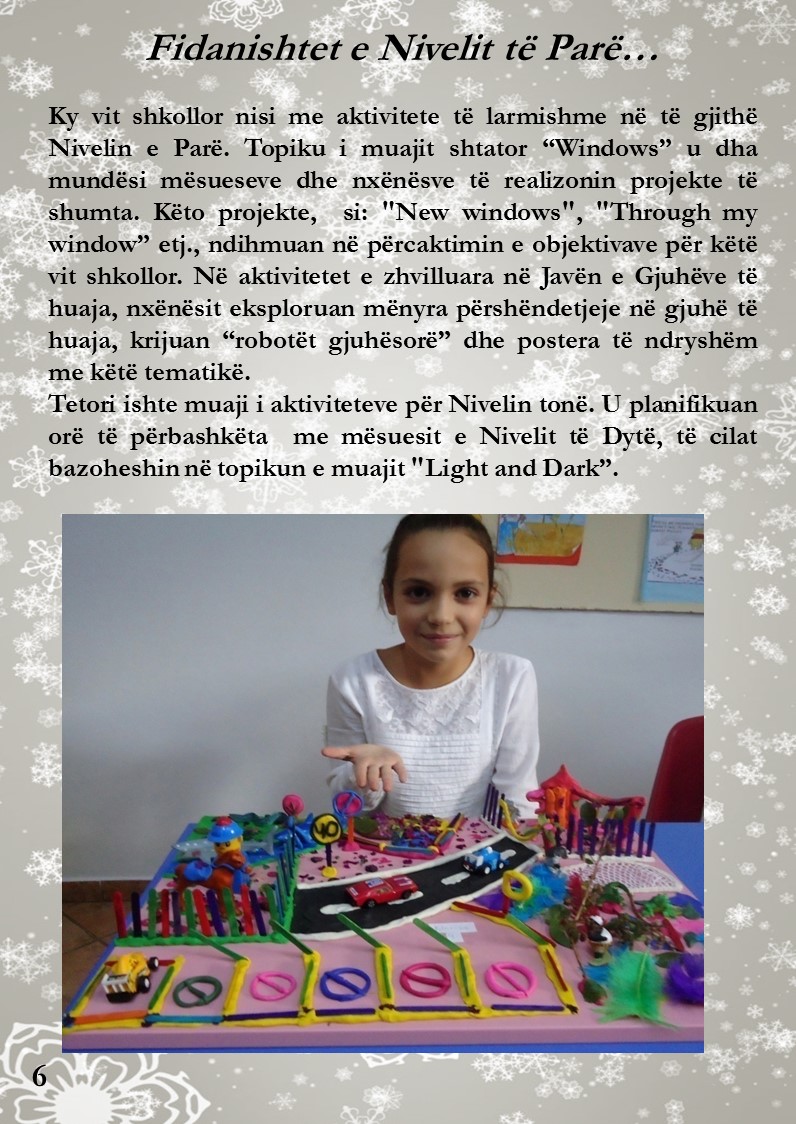 Fidanishtet e Nivelit të Parë…
Ky vit shkollor nisi me aktivitete të larmishme në të gjithë
Nivelin e Parë. Topiku i muajit shtator “Windows” u dha
mundësi mësueseve dhe nxënësve të realizonin projekte të
shumta. Këto projekte, si: "New windows", "Through my
window” etj., ndihmuan në përcaktimin e objektivave për këtë
vit shkollor. Në aktivitetet e zhvilluara në Javën e Gjuhëve të
huaja, nxënësit eksploruan mënyra përshëndetjeje në gjuhë të
huaja, krijuan “robotët gjuhësorë” dhe postera të ndryshëm
me këtë tematikë.
Tetori ishte muaji i aktiviteteve për Nivelin tonë. U planifikuan
orë të përbashkëta me mësuesit e Nivelit të Dytë, të cilat
bazoheshin në topikun e muajit "Light and Dark”.
40
6